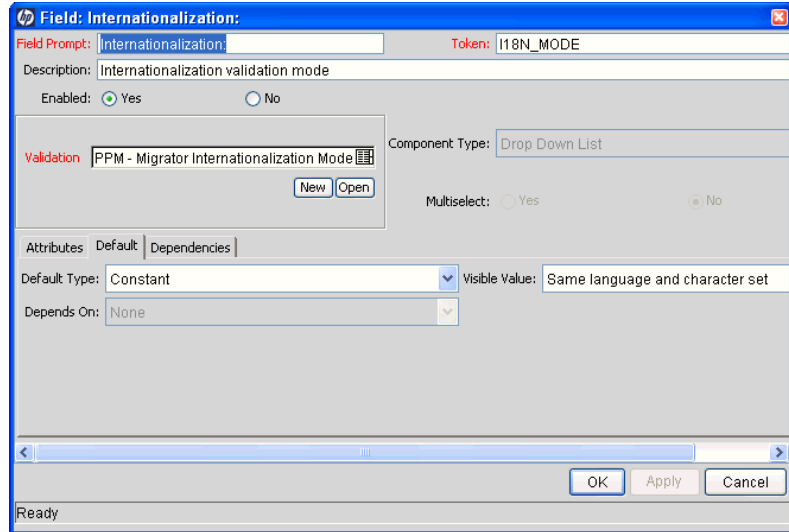 hp Field: Internationalization:
Field Prompt: Internationalization: Token: I18N_MODE
Description: Internationalization validation mode
Enabled: Yes No
Validation PPM - Migrator Internationalization Mode Component Type: Drop Down List
New Open
Multiselect: Yes No
Attributes Default Dependencies
Default Type: Constant Visible Value: Same language and character set
Depends On: None
OK Apply Cancel
Ready